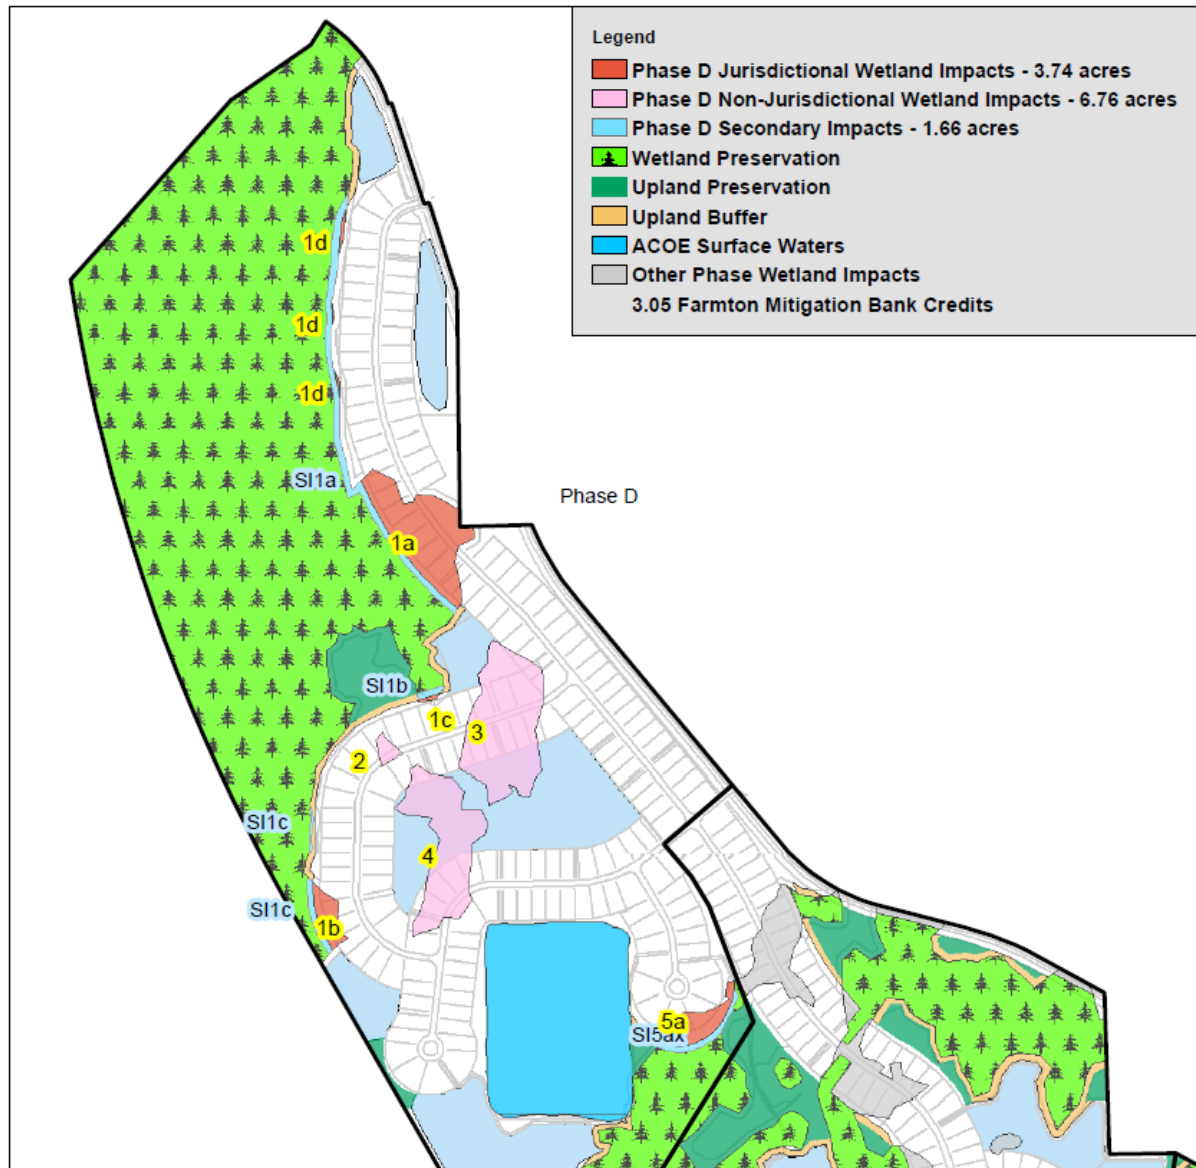 Legend
Phase D Jurisdictional Wetland Impacts - 3.74 acres
Phase D Non-Jurisdictional Wetland Impacts - 6.76 acres
Phase D Secondary Impacts - 1.66 acres
Wetland Preservation
Upland Preservation
Upland Buffer
ACOE Surface Waters
Other Phase Wetland Impacts
3.05 Farmton Mitigation Bank Credits
1d
1d
1d
SI1a
Phase D
1a
SI1b
1c
3
2
SI1c
4
SI1c
1b
5a
SI5ax